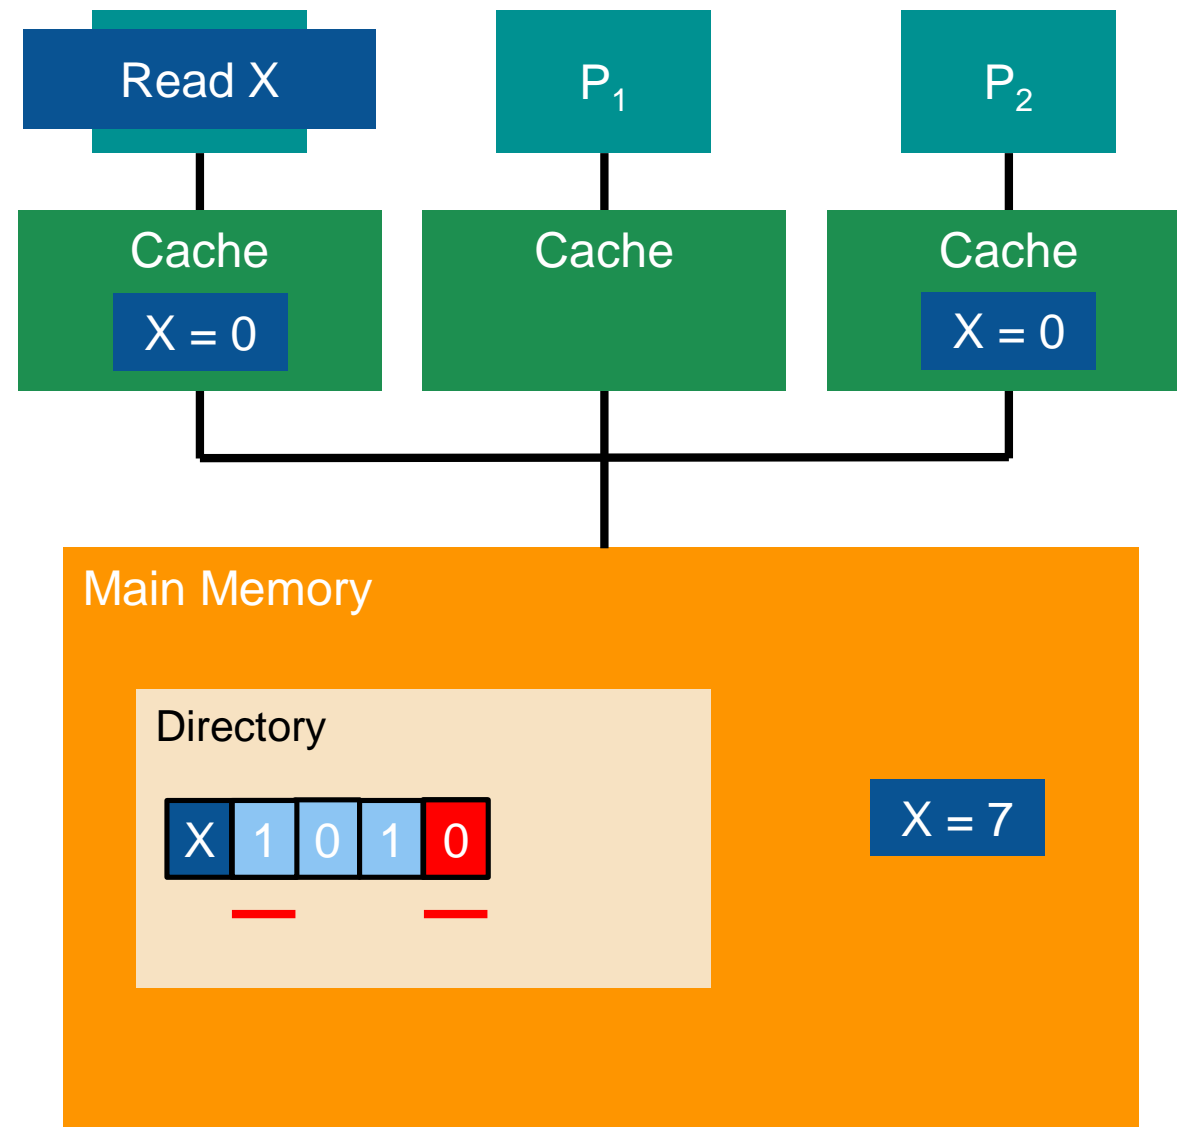 Read X
P₁
P₂
Cache
Cache
Cache
X = 0
X = 0
Main Memory
Directory
X 1 0 1 0
X = 7